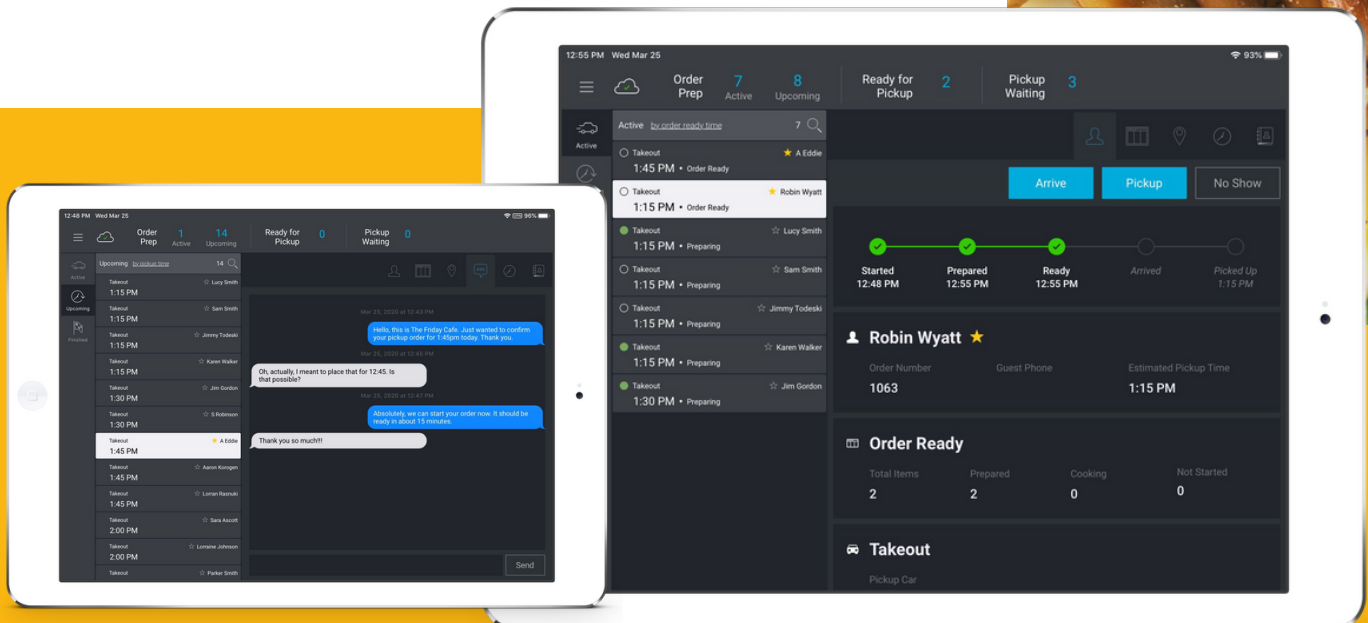 12:48 PM Wed Mar 25
96%
Order Prep
1 Active
14 Upcoming
Ready for Pickup
0
Pickup Waiting
0
Active
Upcoming
Finished
Upcoming by pickup time 14
Takeout Lucy Smith
1:15 PM
Takeout Sam Smith
1:15 PM
Takeout Jimmy Todeski
1:15 PM
Takeout Karen Walker
1:15 PM
Takeout Jim Gordon
1:30 PM
Takeout S Robinson
1:30 PM
Takeout A Eddie
1:45 PM
Takeout Aaron Korogen
1:45 PM
Takeout Lorran Rasnuki
1:45 PM
Takeout Sara Ascott
2:00 PM
Takeout Lorraine Johnson
2:00 PM
Takeout Parker Smith
Mar 25, 2020 at 12:43 PM
Hello, this is The Friday Cafe. Just wanted to confirm
your pickup order for 1:45pm today. Thank you.
Mar 25, 2020 at 12:45 PM
Oh, actually, I meant to place that for 12:45. Is
that possible?
Mar 25, 2020 at 12:47 PM
Absolutely, we can start your order now. It should be
ready in about 15 minutes.
Thank you so much!!!
Send
12:55 PM Wed Mar 25
93%
Order Prep
7 Active
8 Upcoming
Ready for Pickup
2
Pickup Waiting
3
Active
Active by order ready time 7
Takeout A Eddie
1:45 PM • Order Ready
Takeout Robin Wyatt
1:15 PM • Order Ready
Takeout Lucy Smith
1:15 PM • Preparing
Takeout Sam Smith
1:15 PM • Preparing
Takeout Jimmy Todeski
1:15 PM • Preparing
Takeout Karen Walker
1:15 PM • Preparing
Takeout Jim Gordon
1:30 PM • Preparing
Arrive Pickup No Show
Started Prepared Ready Arrived Picked Up
12:48 PM 12:55 PM 12:55 PM 1:15 PM
Robin Wyatt
Order Number Guest Phone Estimated Pickup Time
1063 1:15 PM
Order Ready
Total Items Prepared Cooking Not Started
2 2 0 0
Takeout
Pickup Car